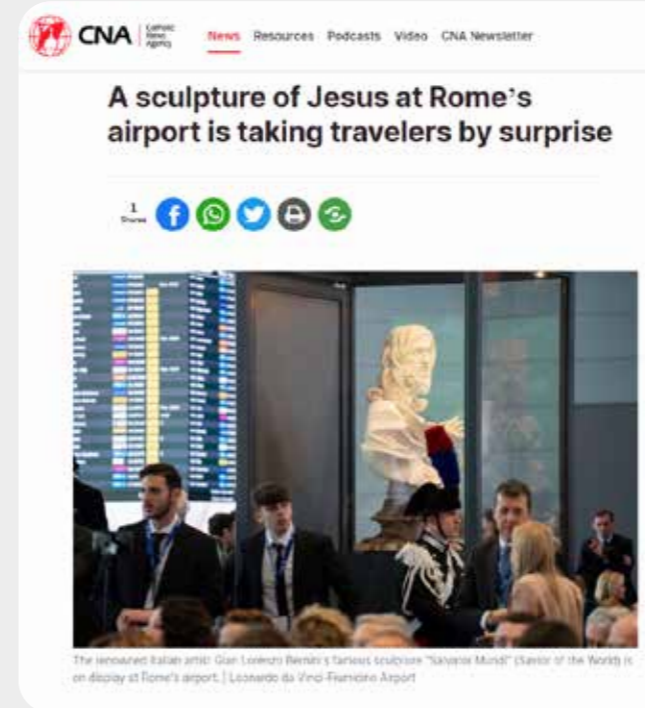 CNA
Catholic
News
Agency
News Resources Podcasts Video CNA Newsletter
A sculpture of Jesus at Rome’s
airport is taking travelers by surprise
1
Shares
The renowned Italian artist Gian Lorenzo Bernini's famous sculpture "Salvator Mundi" (Savior of the World) is
on display at Rome's airport. | Leonardo da Vinci-Fiumicino Airport